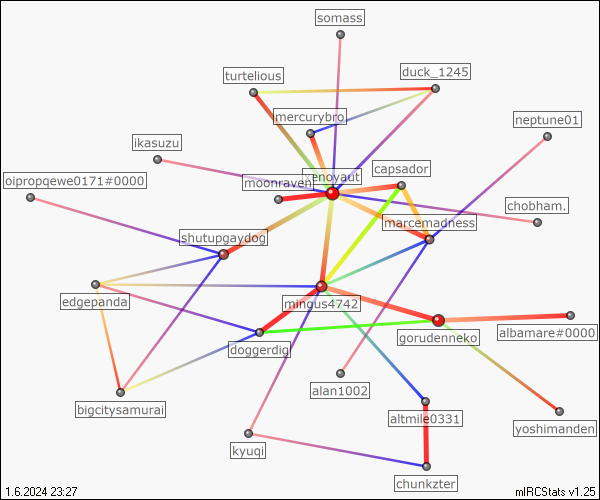 somass
turtelious
duck_1245
mercurybro
neptune01
ikasuzu
xenoyaut
capsador
oipropqewe0171#0000
moonraven
chobham.
marcemadness
shutupgaydog
edgepanda
mingus4742
gorudenneko
albamare#0000
doggerdig
alan1002
bigcitysamurai
altmile0331
yoshimanden
kyuqi
chunkzter
1.6.2024 23:27
mIRCStats v1.25